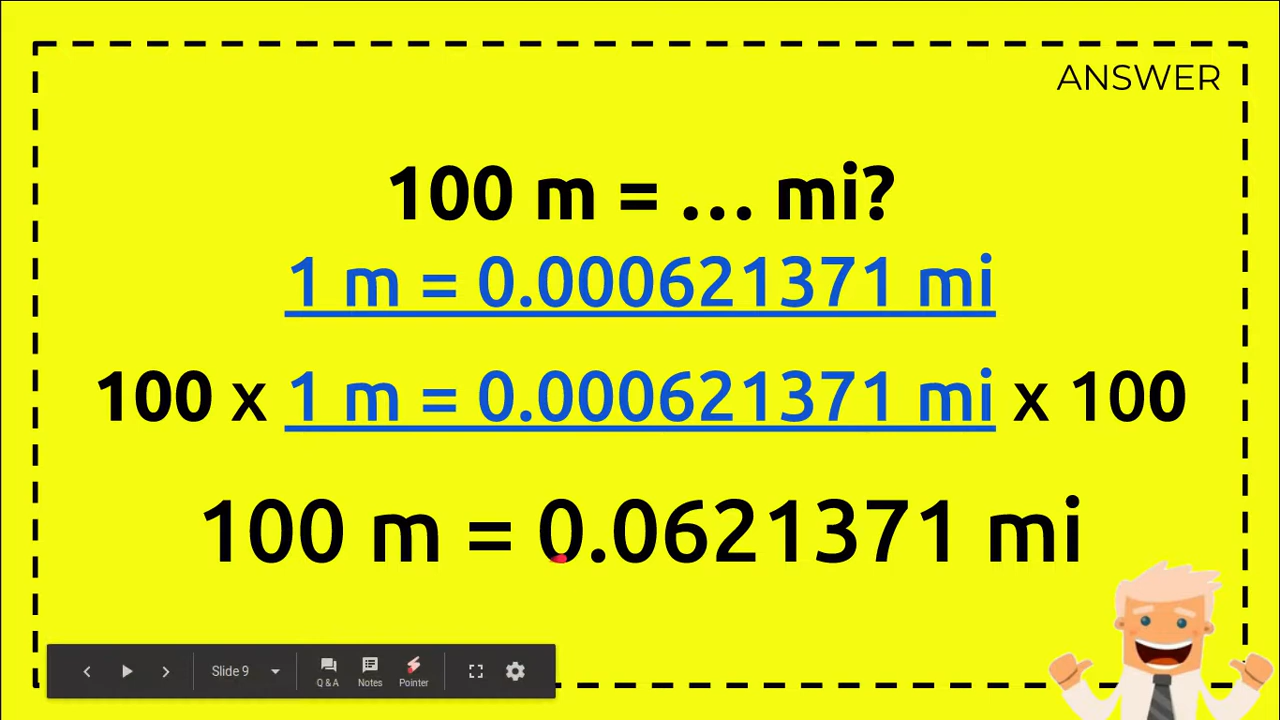 ANSWER
100 m = ... mi?
1 m = 0.000621371 mi
100 x 1 m = 0.000621371 mi x 100
100 m = 0.0621371 mi
Slide 9
Q & A
Notes
Pointer